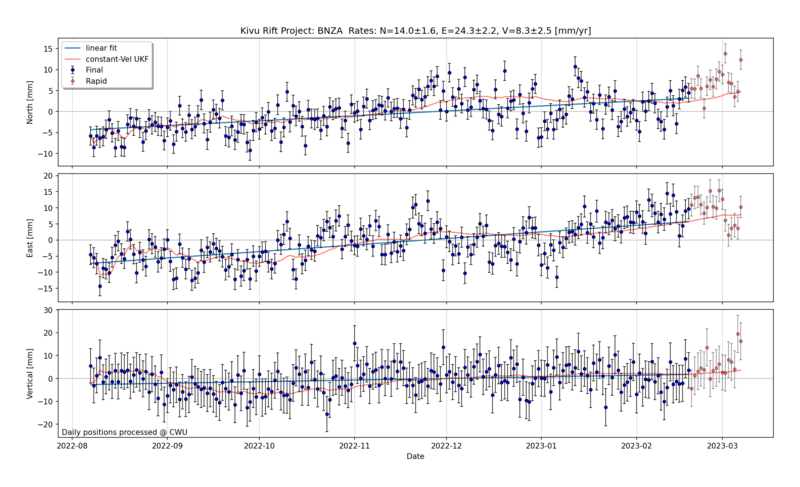 Kivu Rift Project: BNZA  Rates: N=14.0±1.6, E=24.3±2.2, V=8.3±2.5 [mm/yr]
linear fit
constant-Vel UKF
Final
Rapid
15
10
5
0
−5
−10
North [mm]
20
15
10
5
0
−5
−10
−15
East [mm]
30
20
10
0
−10
−20
Vertical [mm]
Daily positions processed @ CWU
2022-08 2022-09 2022-10 2022-11 2022-12 2023-01 2023-02 2023-03
Date